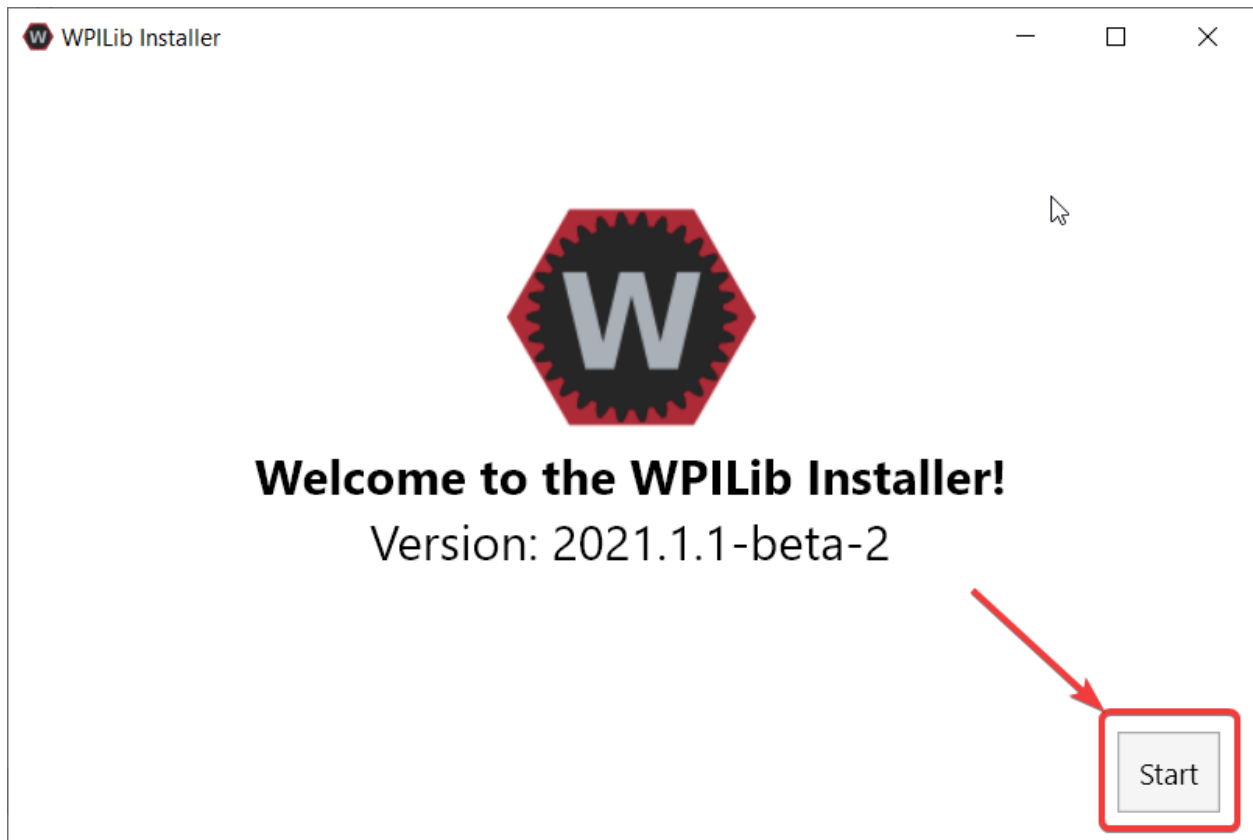 W WPILib Installer
W
Welcome to the WPILib Installer!
Version: 2021.1.1-beta-2
Start